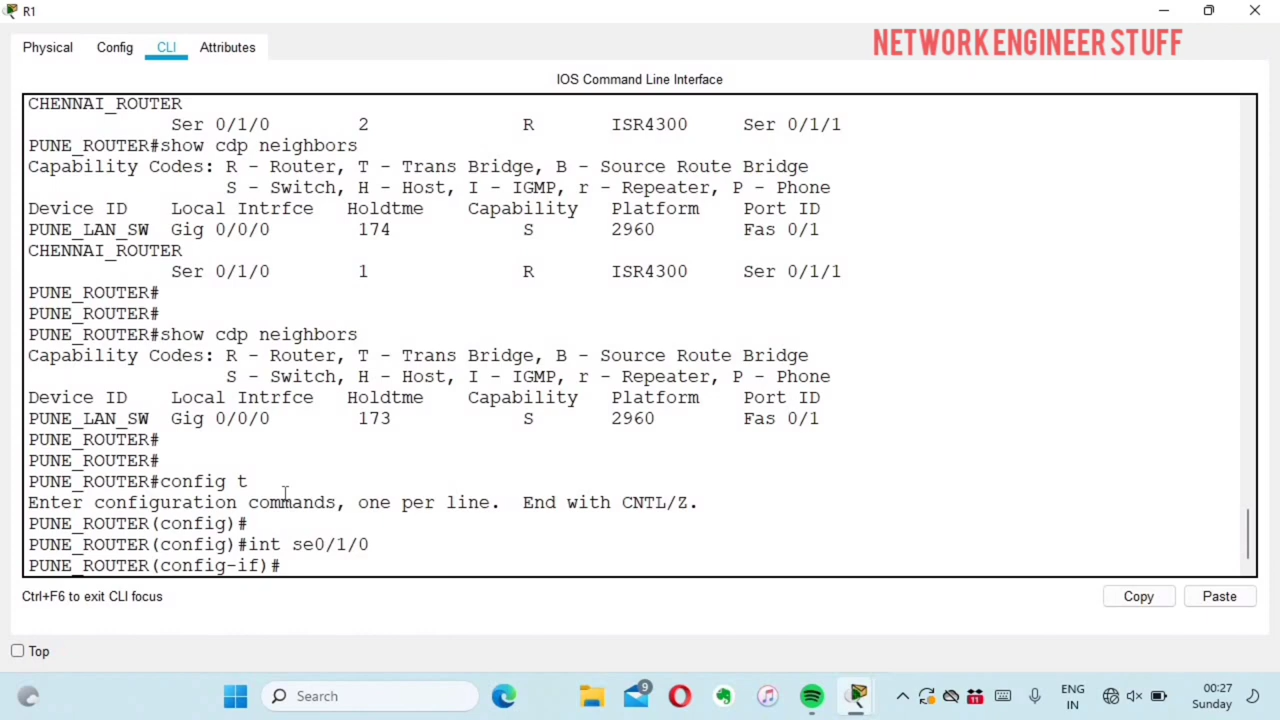 R1
Physical Config CLI Attributes
NETWORK ENGINEER STUFF
IOS Command Line Interface
CHENNAI_ROUTER
Ser 0/1/0 2 R ISR4300 Ser 0/1/1
PUNE_ROUTER#show cdp neighbors
Capability Codes: R - Router, T - Trans Bridge, B - Source Route Bridge
S - Switch, H - Host, I - IGMP, r - Repeater, P - Phone
Device ID Local Intrfce Holdtme Capability Platform Port ID
PUNE_LAN_SW Gig 0/0/0 174 S 2960 Fas 0/1
CHENNAI_ROUTER
Ser 0/1/0 1 R ISR4300 Ser 0/1/1
PUNE_ROUTER#
PUNE_ROUTER#
PUNE_ROUTER#show cdp neighbors
Capability Codes: R - Router, T - Trans Bridge, B - Source Route Bridge
S - Switch, H - Host, I - IGMP, r - Repeater, P - Phone
Device ID Local Intrfce Holdtme Capability Platform Port ID
PUNE_LAN_SW Gig 0/0/0 173 S 2960 Fas 0/1
PUNE_ROUTER#
PUNE_ROUTER#
PUNE_ROUTER#config t
Enter configuration commands, one per line. End with CNTL/Z.
PUNE_ROUTER(config)#
PUNE_ROUTER(config)#int se0/1/0
PUNE_ROUTER(config-if)#
Ctrl+F6 to exit CLI focus
Copy Paste
Top
Search
9
11
ENG
IN
00:27
Sunday